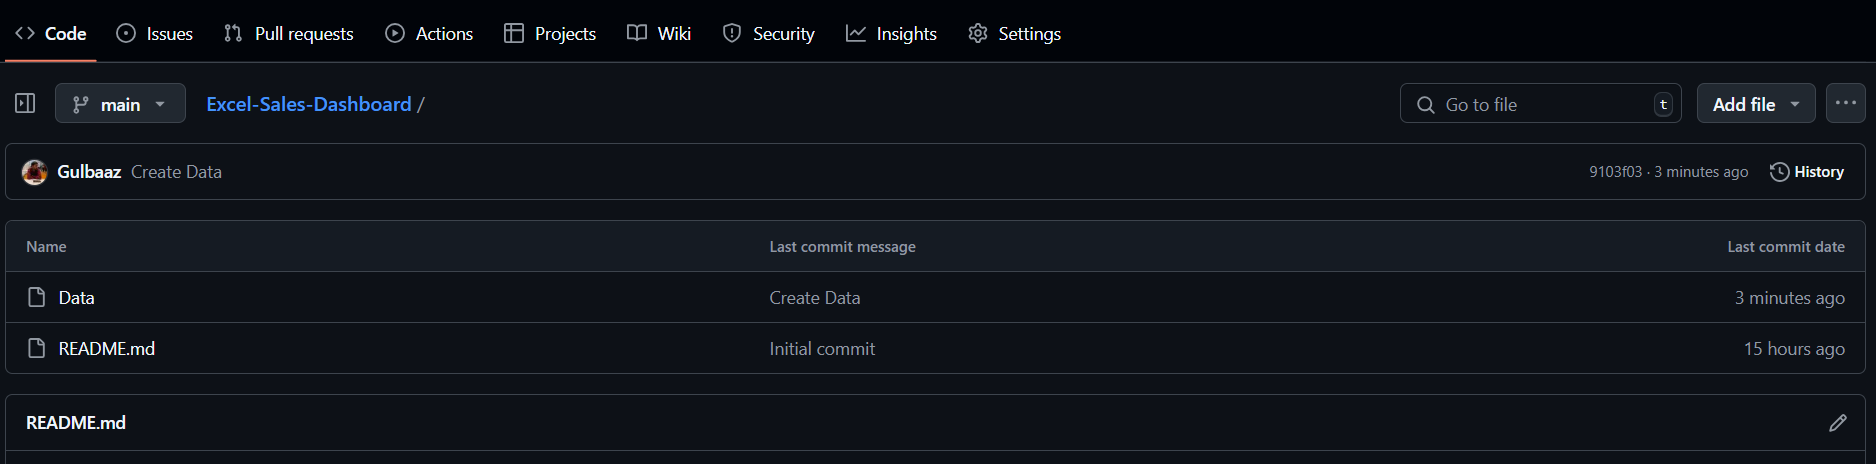 Code Issues Pull requests Actions Projects Wiki Security Insights Settings
main Excel-Sales-Dashboard / Go to file t Add file
Gulbaaz Create Data 9103f03 · 3 minutes ago History
Name Last commit message Last commit date
Data Create Data 3 minutes ago
README.md Initial commit 15 hours ago
README.md